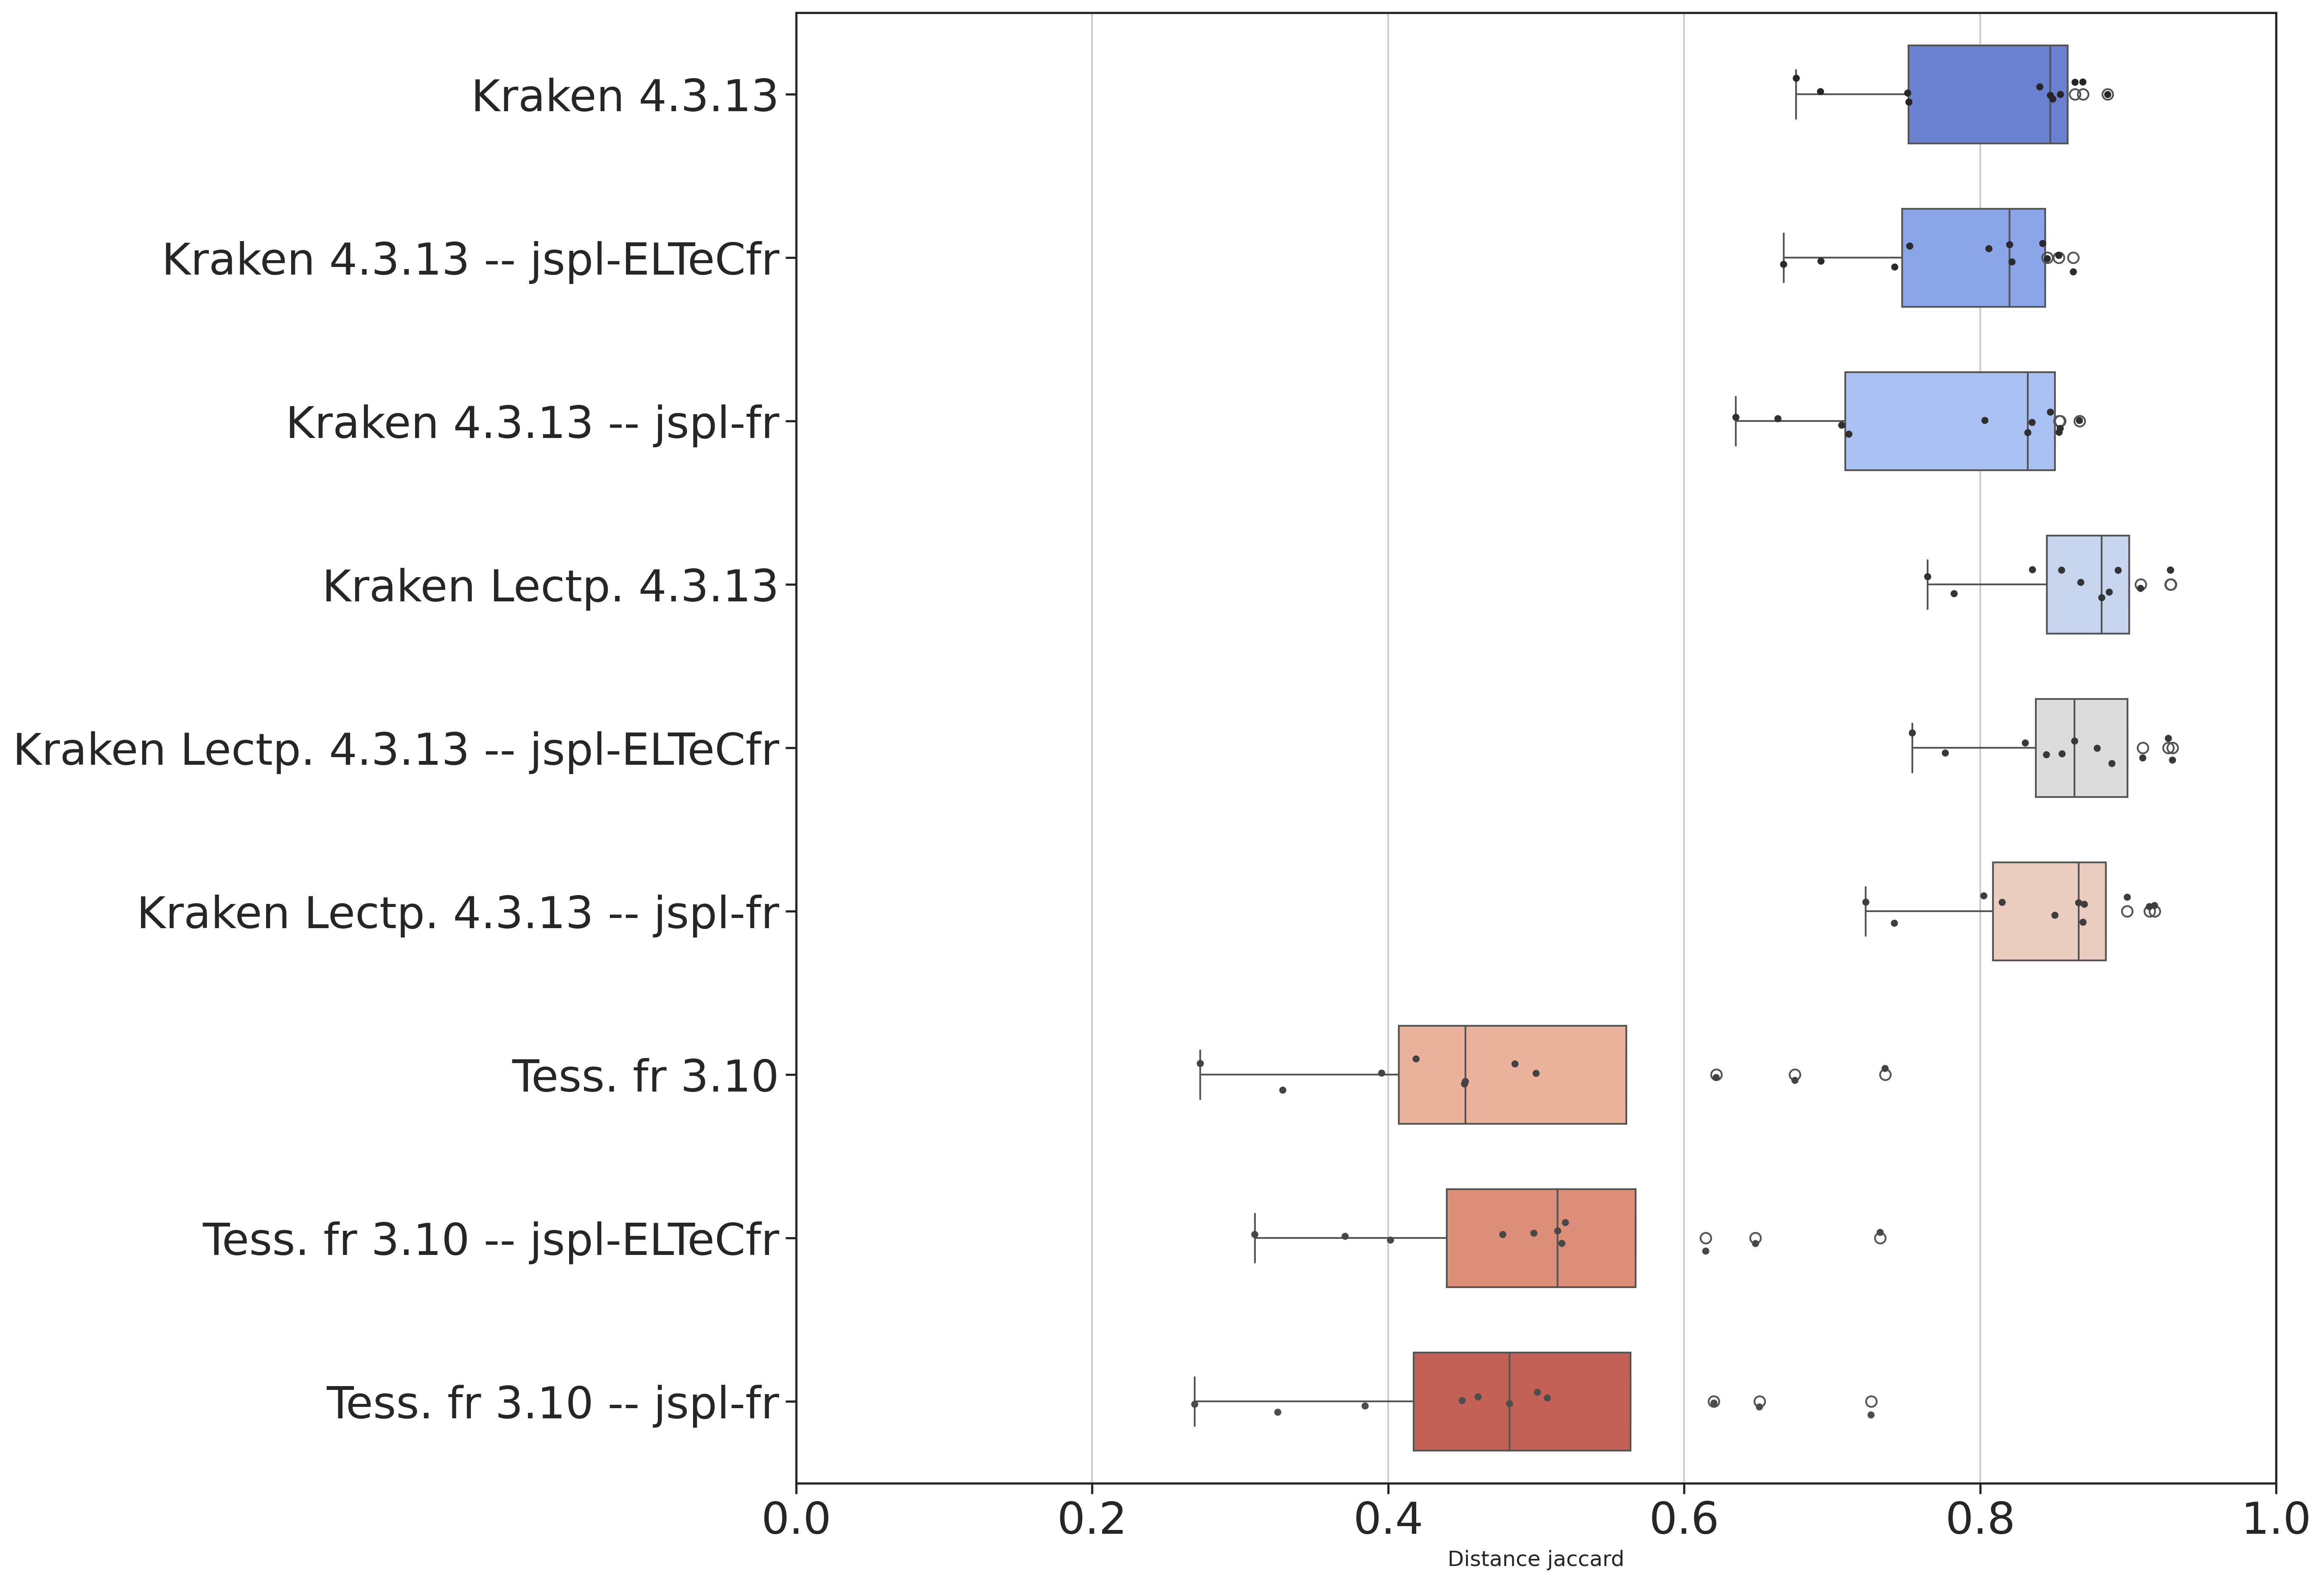 Kraken 4.3.13
Kraken 4.3.13 -- jspl-ELTeCfr
Kraken 4.3.13 -- jspl-fr
Kraken Lectp. 4.3.13
Kraken Lectp. 4.3.13 -- jspl-ELTeCfr
Kraken Lectp. 4.3.13 -- jspl-fr
Tess. fr 3.10
Tess. fr 3.10 -- jspl-ELTeCfr
Tess. fr 3.10 -- jspl-fr
0.0 0.2 0.4 0.6 0.8 1.0
Distance jaccard